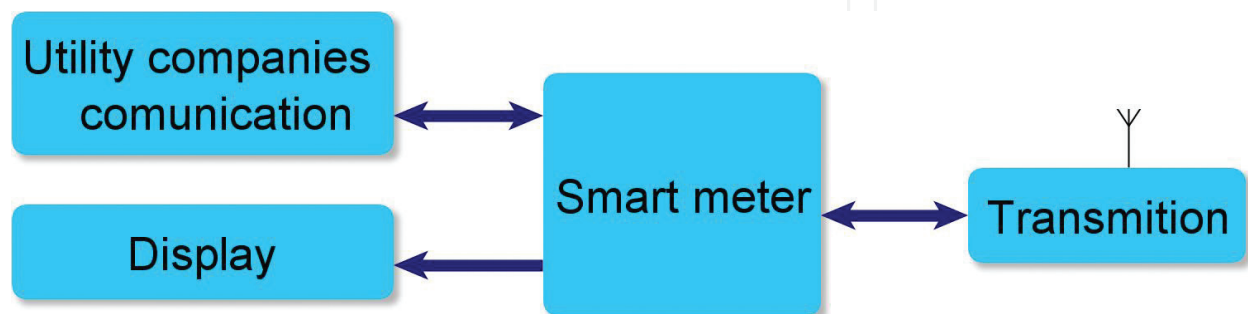 Utility companies
comunication
Display
Smart meter
Transmition